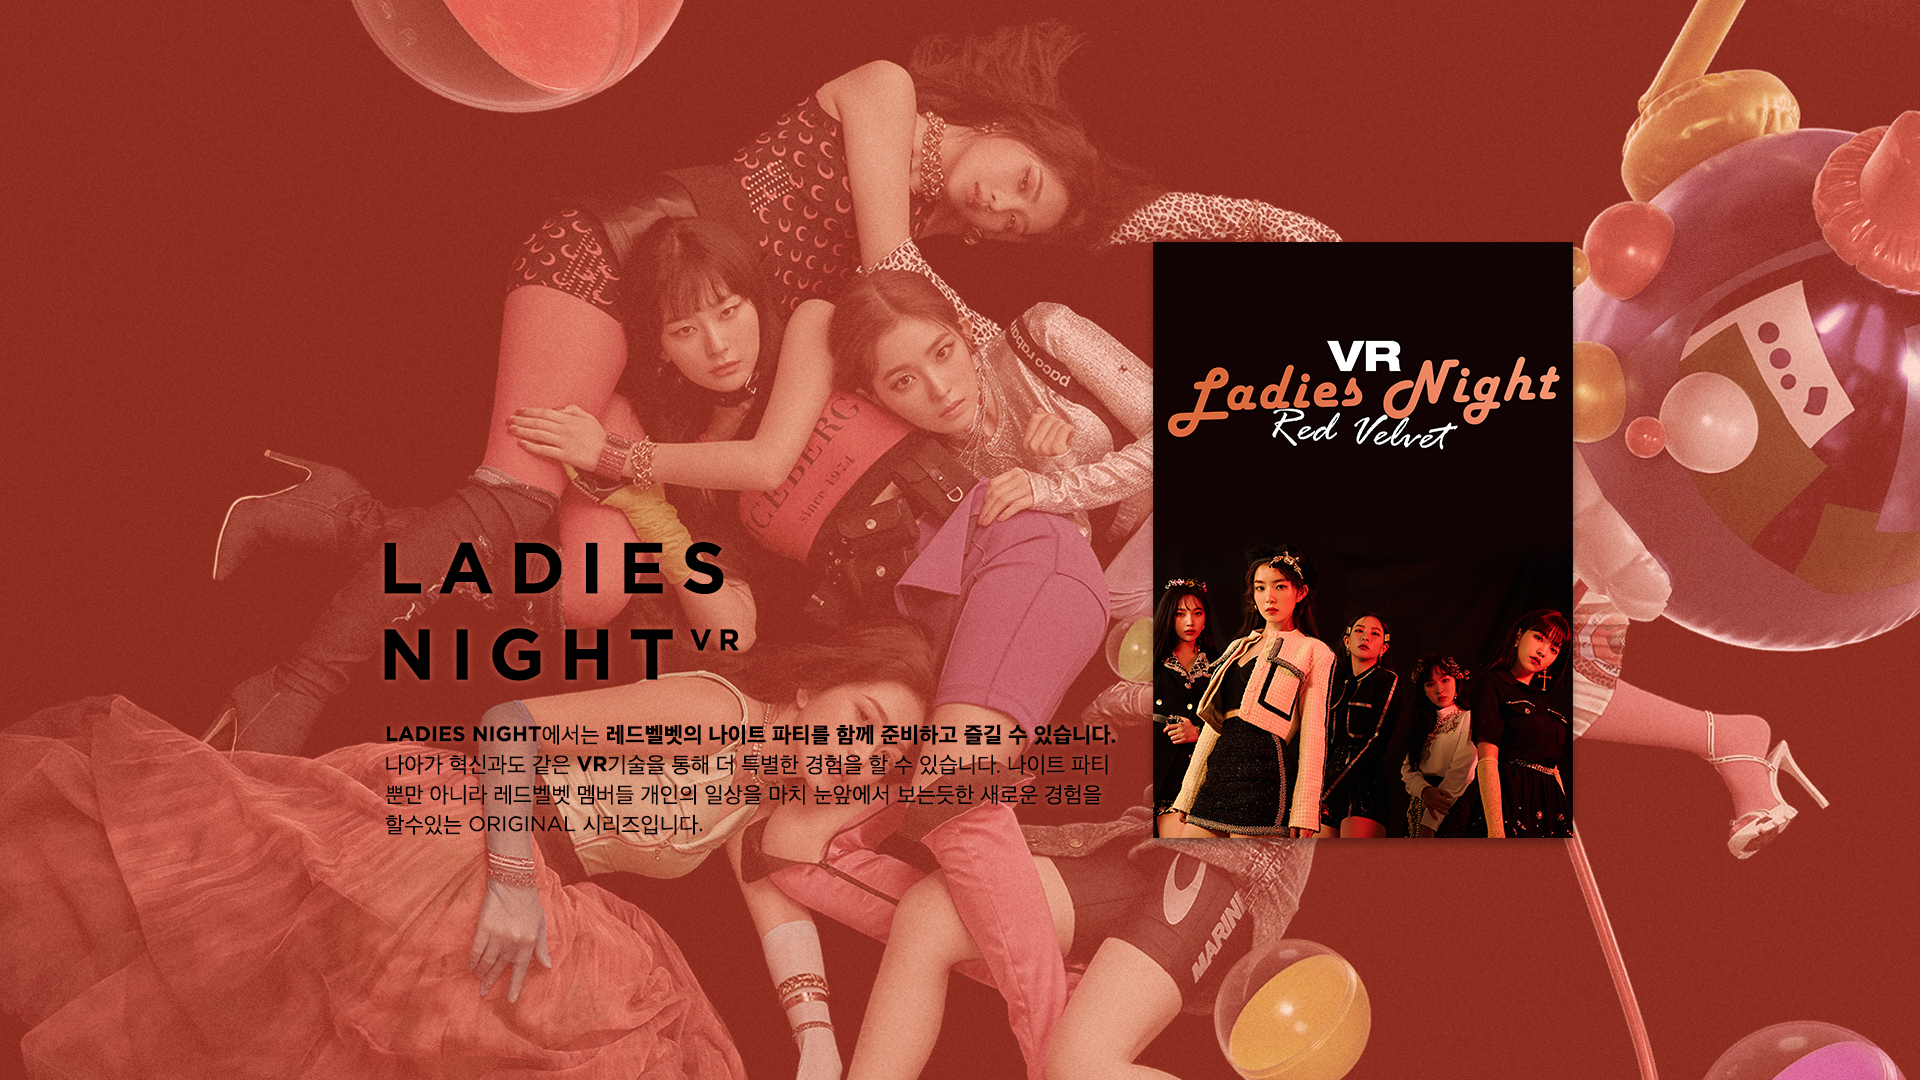 LADIES
NIGHT VR
LADIES NIGHT에서는 레드벨벳의 나이트 파티를 함께 준비하고 즐길 수 있습니다.
나아가 혁신과도 같은 VR기술을 통해 더 특별한 경험을 할 수 있습니다. 나이트 파티
뿐만 아니라 레드벨벳 멤버들 개인의 일상을 마치 눈앞에서 보는듯한 새로운 경험을
할수있는 ORIGINAL 시리즈입니다.
VR
Ladies Night
Red Velvet
ICEBERG
since 1974
paco raba
MARINE